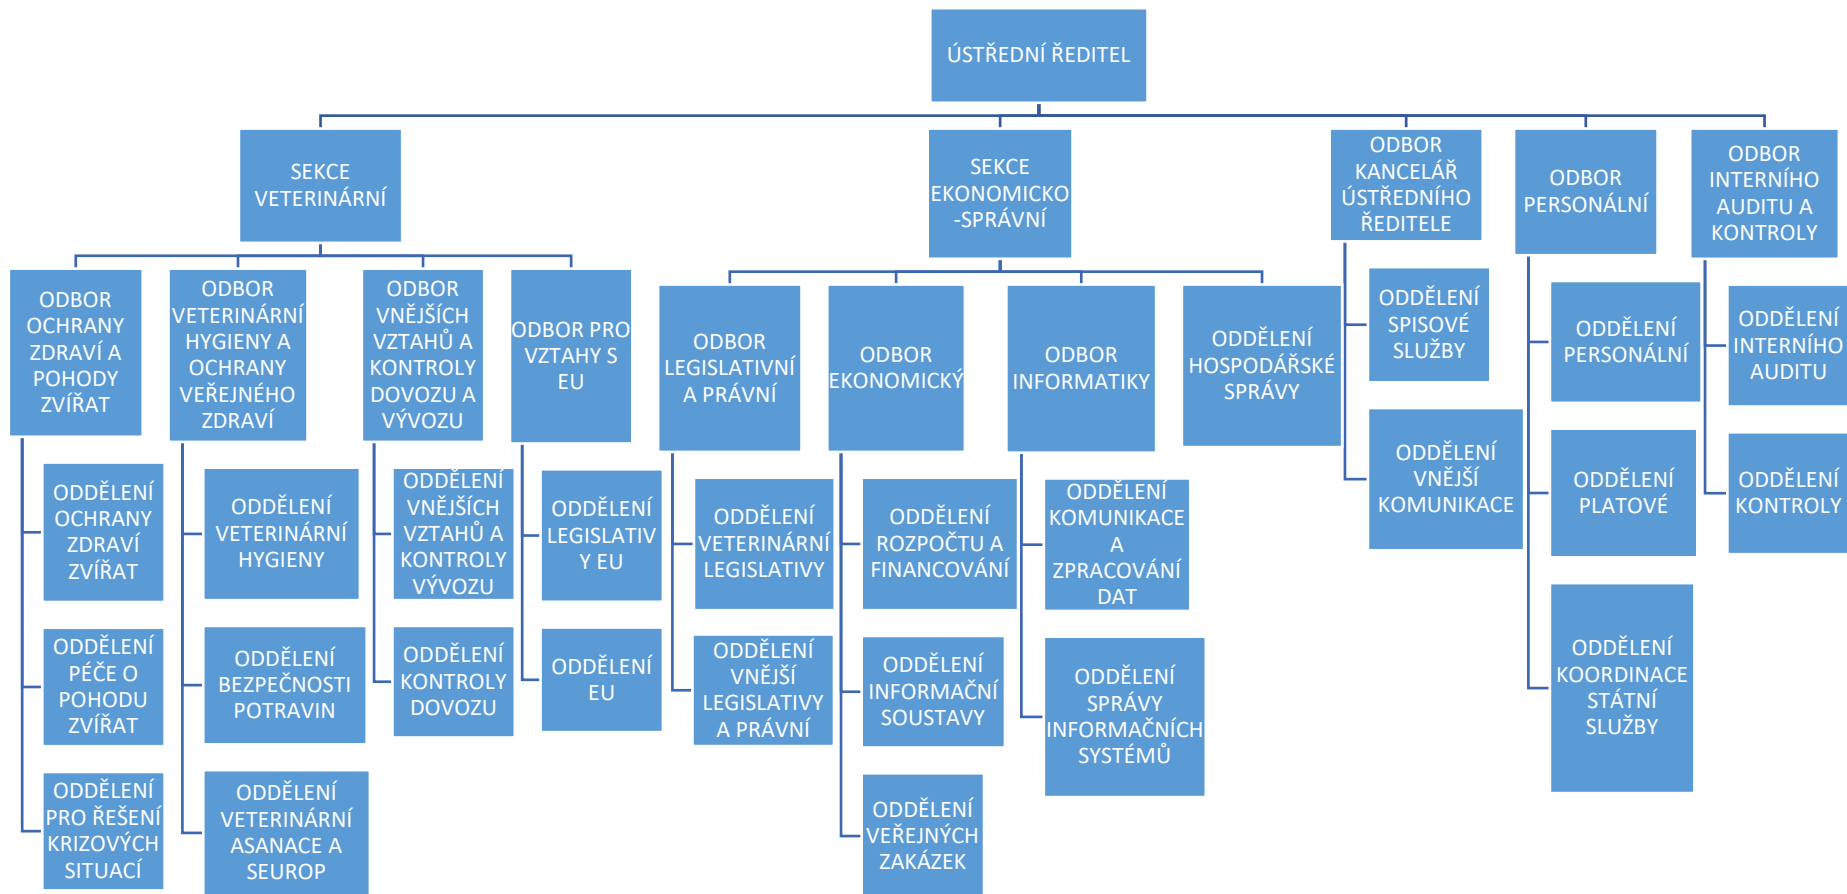 ÚSTŘEDNÍ ŘEDITEL
SEKCE
VETERINÁRNÍ
SEKCE
EKONOMICKO
-SPRÁVNÍ
ODBOR
KANCELÁŘ
ÚSTŘEDNÍHO
ŘEDITELE
ODBOR
PERSONÁLNÍ
ODBOR
INTERNÍHO
AUDITU A
KONTROLY
ODBOR
OCHRANY
ZDRAVÍ A
POHODY
ZVÍŘAT
ODBOR
VETERINÁRNÍ
HYGIENY A
OCHRANY
VEŘEJNÉHO
ZDRAVÍ
ODBOR
VNĚJŠÍCH
VZTAHŮ A
KONTROLY
DOVOZU A
VÝVOZU
ODBOR PRO
VZTAHY S
EU
ODBOR
LEGISLATIVNÍ
A PRÁVNÍ
ODBOR
EKONOMICKÝ
ODBOR
INFORMATIKY
ODDĚLENÍ
HOSPODÁŘSKÉ
SPRÁVY
ODDĚLENÍ
SPISOVÉ
SLUŽBY
ODDĚLENÍ
PERSONÁLNÍ
ODDĚLENÍ
INTERNÍHO
AUDITU
ODDĚLENÍ
VNĚJŠÍ
KOMUNIKACE
ODDĚLENÍ
PLATOVÉ
ODDĚLENÍ
KONTROLY
ODDĚLENÍ
OCHRANY
ZDRAVÍ
ZVÍŘAT
ODDĚLENÍ
VETERINÁRNÍ
HYGIENY
ODDĚLENÍ
VNĚJŠÍCH
VZTAHŮ A
KONTROLY
VÝVOZU
ODDĚLENÍ
LEGISLATIV
Y EU
ODDĚLENÍ
VETERINÁRNÍ
LEGISLATIVY
ODDĚLENÍ
ROZPOČTU A
FINANCOVÁNÍ
ODDĚLENÍ
KOMUNIKACE
A
ZPRACOVÁNÍ
DAT
ODDĚLENÍ
PÉČE O
POHODU
ZVÍŘAT
ODDĚLENÍ
BEZPEČNOSTI
POTRAVIN
ODDĚLENÍ
KONTROLY
DOVOZU
ODDĚLENÍ
EU
ODDĚLENÍ
VNĚJŠÍ
LEGISLATIVY
A PRÁVNÍ
ODDĚLENÍ
INFORMAČNÍ
SOUSTAVY
ODDĚLENÍ
SPRÁVY
INFORMAČNÍCH
SYSTÉMŮ
ODDĚLENÍ
KOORDINACE
STÁTNÍ
SLUŽBY
ODDĚLENÍ
PRO ŘEŠENÍ
KRIZOVÝCH
SITUACÍ
ODDĚLENÍ
VETERINÁRNÍ
ASANACE A
SEUROP
ODDĚLENÍ
VEŘEJNÝCH
ZAKÁZEK